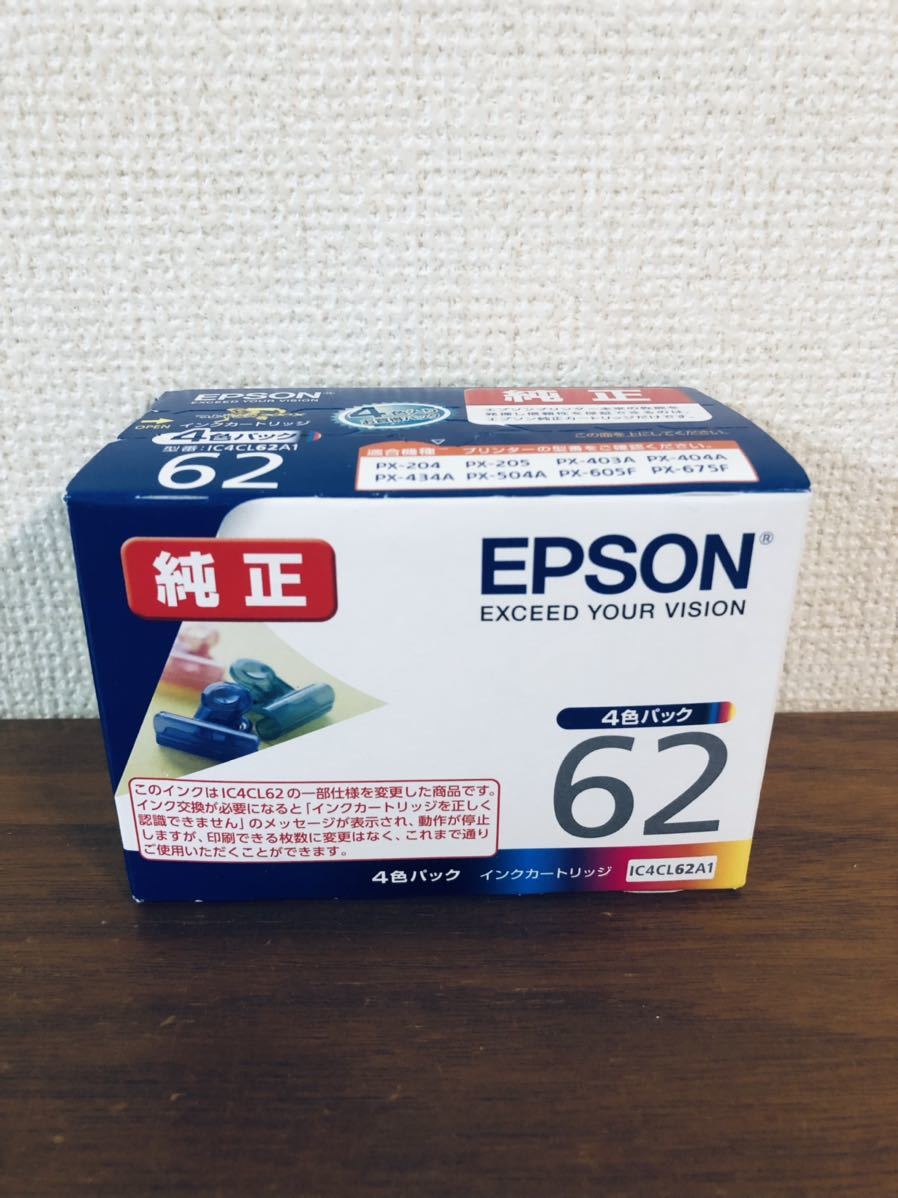 EPSON®
EXCEED YOUR VISION
OPEN
インクカートリッジ
4色パック
型番:IC4CL62A1
62
純正
適合機種 プリンターの型番をご確認ください。
PX-204 PX-205 PX-403A PX-404A
PX-434A PX-504A PX-605F PX-675F
純正
EPSON®
EXCEED YOUR VISION
4色パック
62
このインクはIC4CL62の一部仕様を変更した商品です。
インク交換が必要になると「インクカートリッジを正しく
認識できません」のメッセージが表示され、動作が停止
しますが、印刷できる枚数に変更はなく、これまで通り
ご使用いただくことができます。
4色パック インクカートリッジ IC4CL62A1